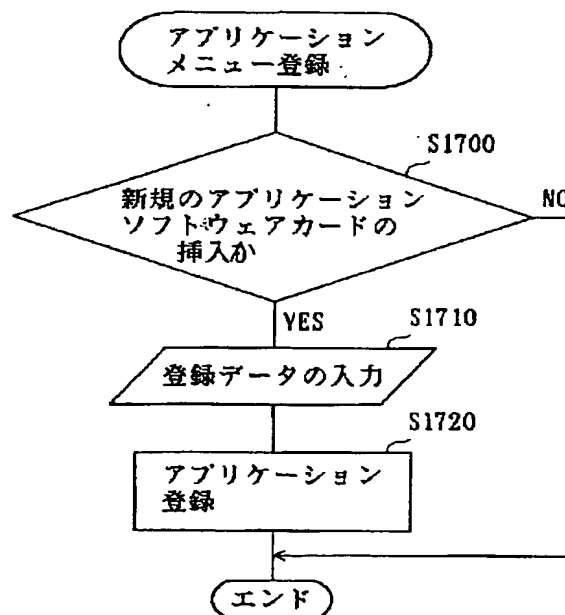 アプリケーション
メニュー登録
S1700
新規のアプリケーション
ソフトウェアカードの
挿入か
NO
YES
S1710
登録データの入力
S1720
アプリケーション
登録
エンド